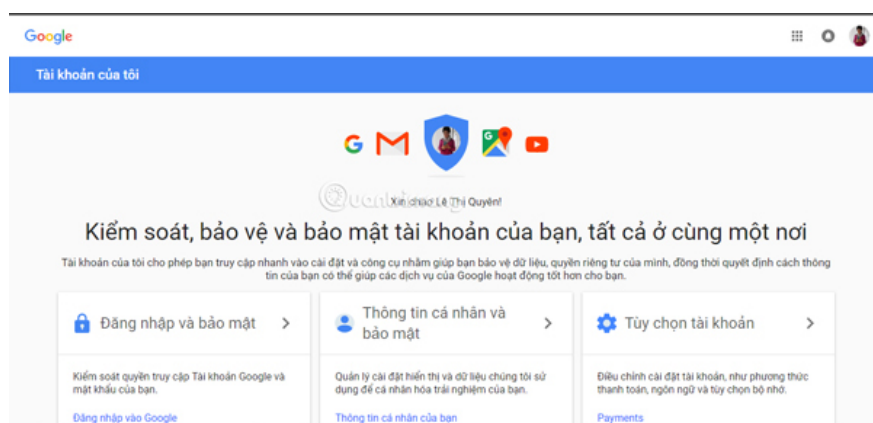 Google
Tài khoản của tôi
Quantrimang
Xin chào Lê Thị Quyên!
Kiểm soát, bảo vệ và bảo mật tài khoản của bạn, tất cả ở cùng một nơi
Tài khoản của tôi cho phép bạn truy cập nhanh vào cài đặt và công cụ nhằm giúp bạn bảo vệ dữ liệu, quyền riêng tư của mình, đồng thời quyết định cách thông
tin của bạn có thể giúp các dịch vụ của Google hoạt động tốt hơn cho bạn.
Đăng nhập và bảo mật
Kiểm soát quyền truy cập Tài khoản Google và
mật khẩu của bạn.
Đăng nhập vào Google
Thông tin cá nhân và
bảo mật
Quản lý cài đặt hiển thị và dữ liệu chúng tôi sử
dụng để cá nhân hóa trải nghiệm của bạn.
Thông tin cá nhân của bạn
Tùy chọn tài khoản
Điều chỉnh cài đặt tài khoản, như phương thức
thanh toán, ngôn ngữ và tùy chọn bộ nhớ.
Payments